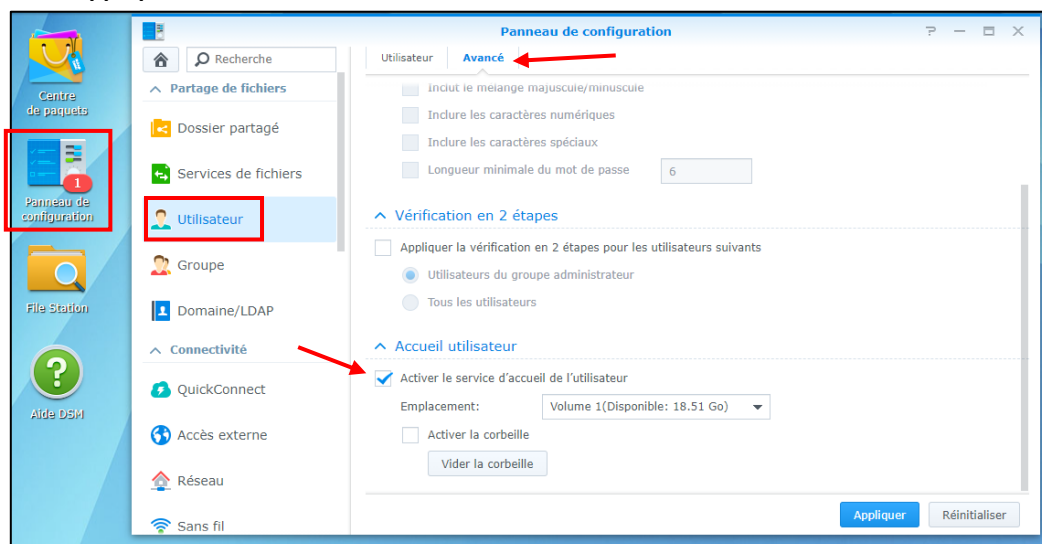 Centre
de paquets
1
Panneau de
configuration
File Station
?
Aide DSM
Panneau de configuration
Recherche
Partage de fichiers
Dossier partagé
Services de fichiers
Utilisateur
Groupe
Domaine/LDAP
Connectivité
QuickConnect
Accès externe
Réseau
Sans fil
Utilisateur Avancé
Inclut le mélange majuscule/minuscule
Inclure les caractères numériques
Inclure les caractères spéciaux
Longueur minimale du mot de passe 6
Vérification en 2 étapes
Appliquer la vérification en 2 étapes pour les utilisateurs suivants
Utilisateurs du groupe administrateur
Tous les utilisateurs
Accueil utilisateur
Activer le service d'accueil de l'utilisateur
Emplacement: Volume 1(Disponible: 18.51 Go)
Activer la corbeille
Vider la corbeille
Appliquer Réinitialiser